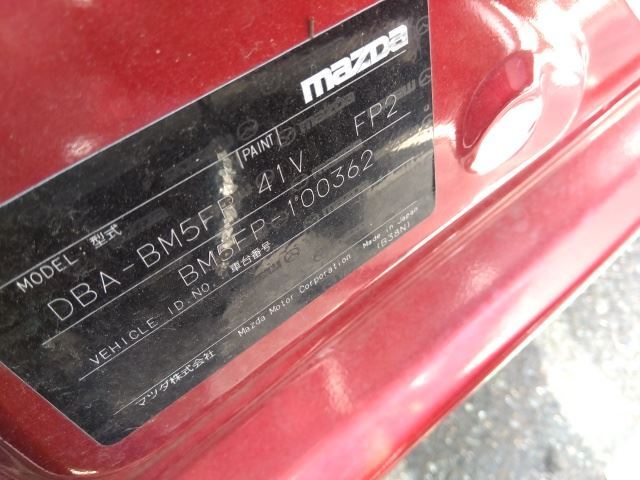 mazda
MODEL:型式 PAINT
DBA-BM5FP 41V FP2
BM5FP-100362
VEHICLE ID.NO. 車台番号
マツダ株式会社 Mazda Motor Corporation Made in Japan
(B38N)